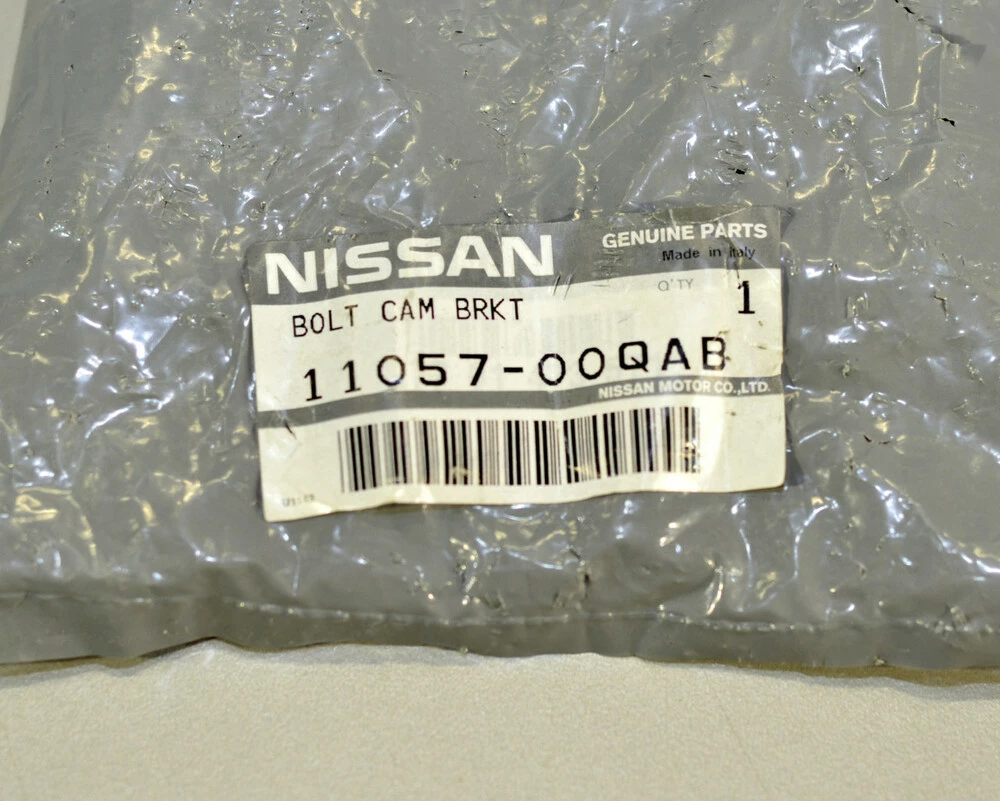 NISSAN
GENUINE PARTS
Made in Italy
Q'TY
1
BOLT CAM BRKT
11057-00QAB
NISSAN MOTOR CO.,LTD.